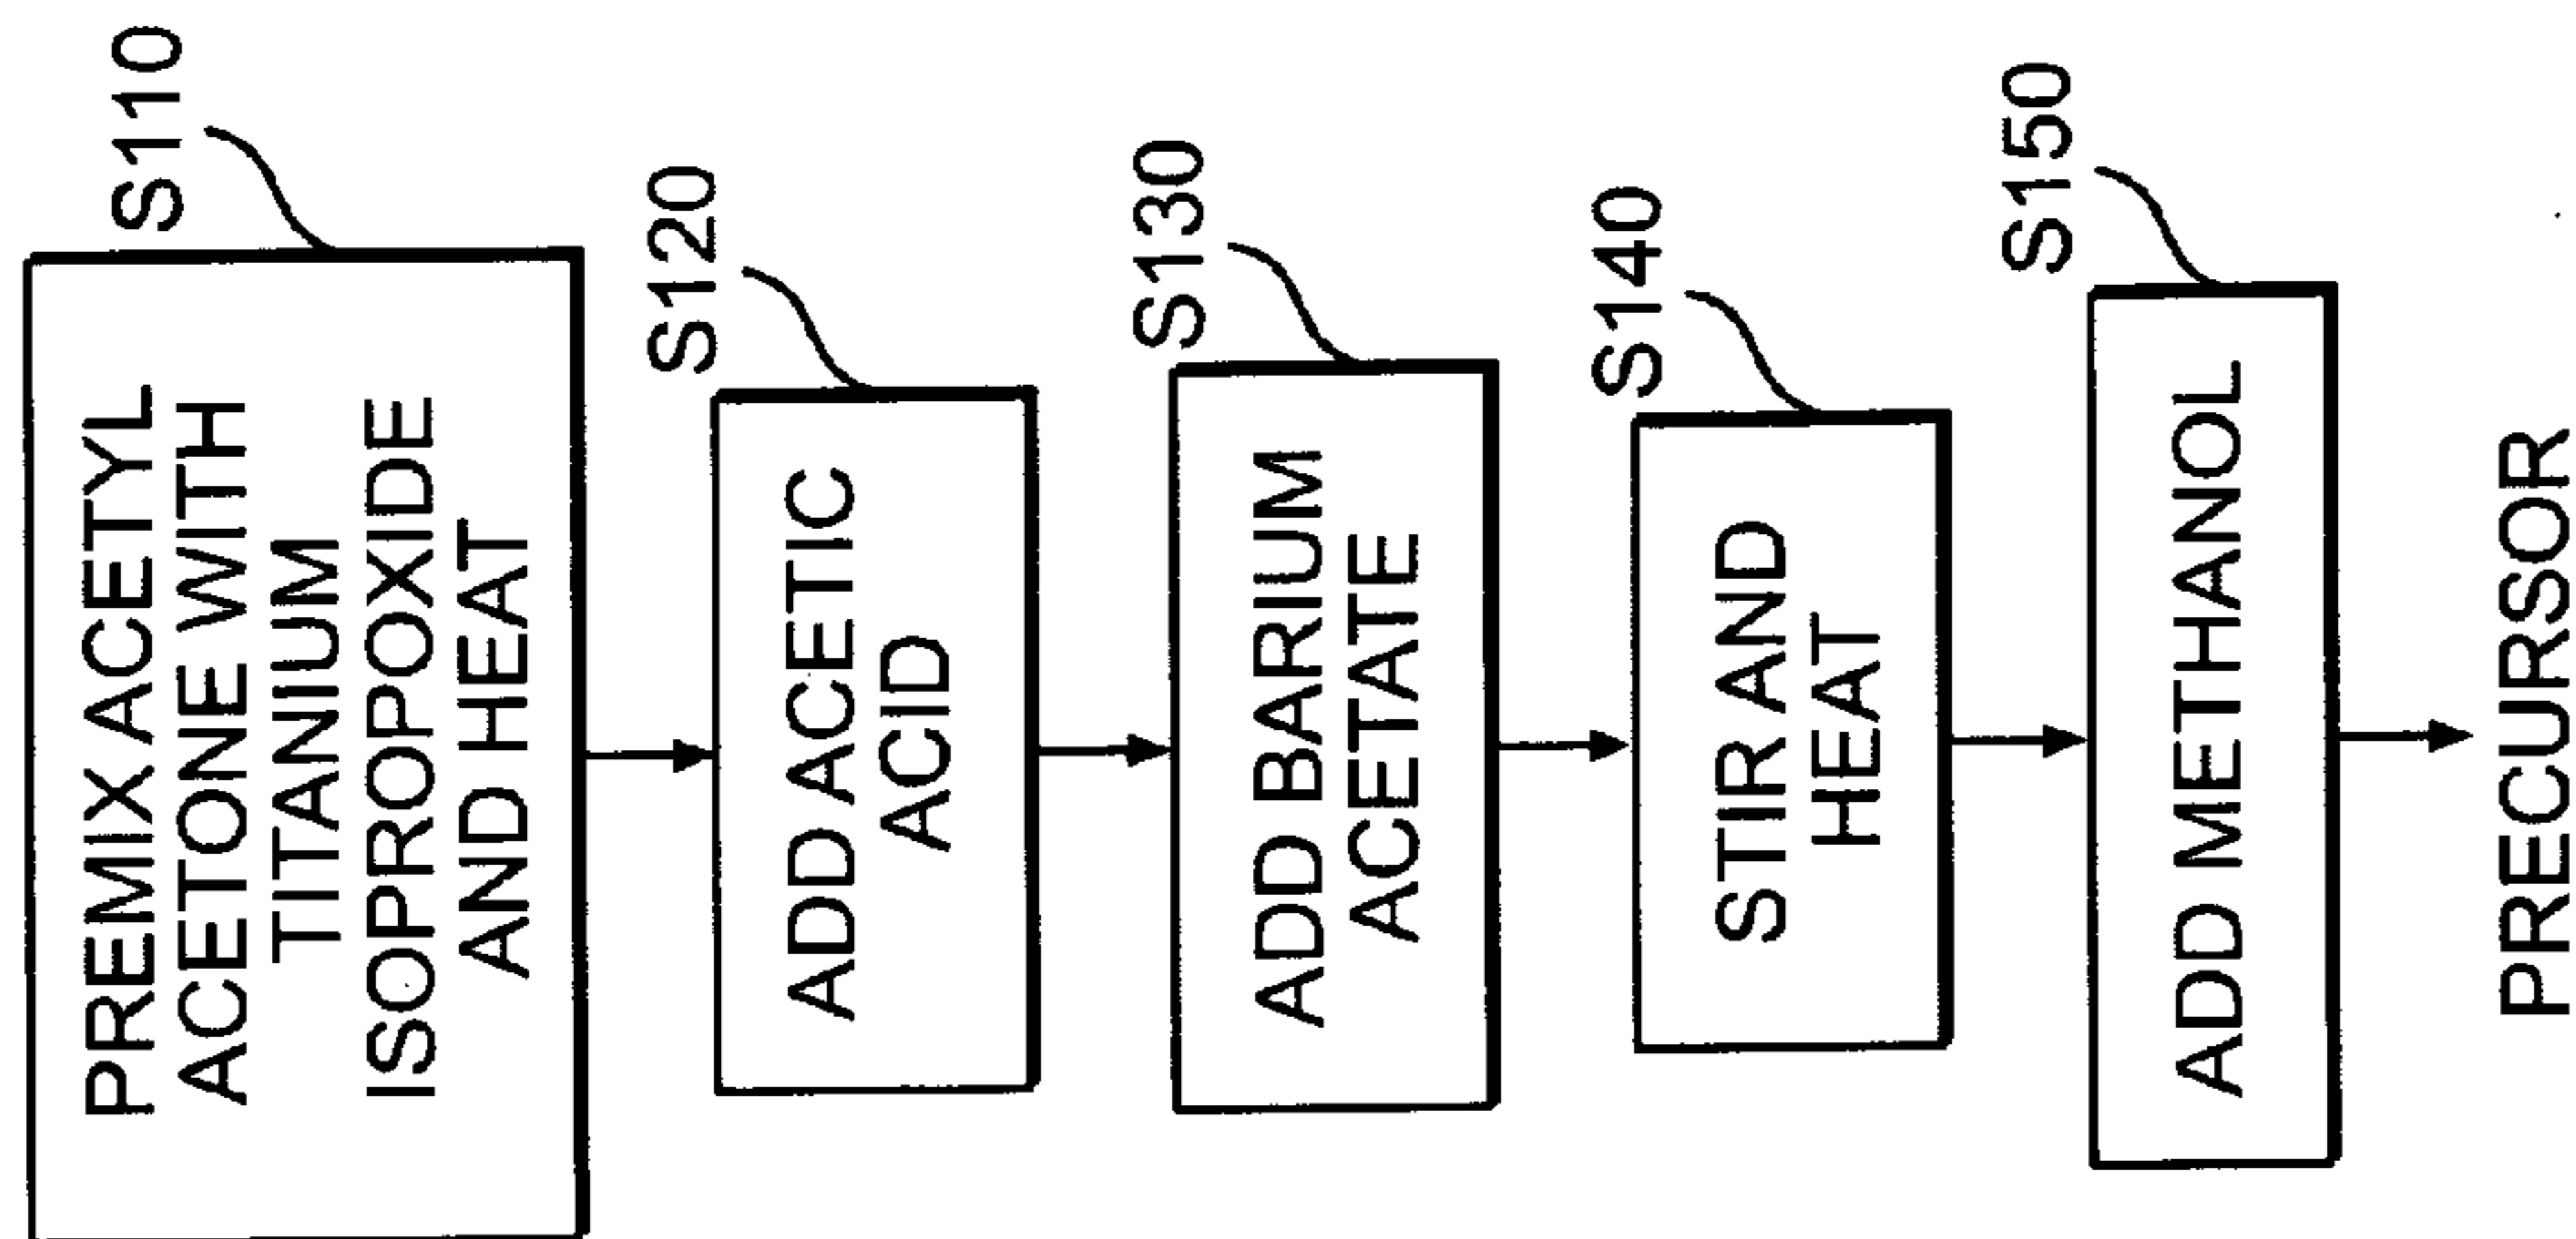 PREMIX ACETYL
ACETONE WITH
TITANIUM
ISOPROPOXIDE
AND HEAT
S110
ADD ACETIC
ACID
S120
ADD BARIUM
ACETATE
S130
STIR AND
HEAT
S140
ADD METHANOL
S150
PRECURSOR